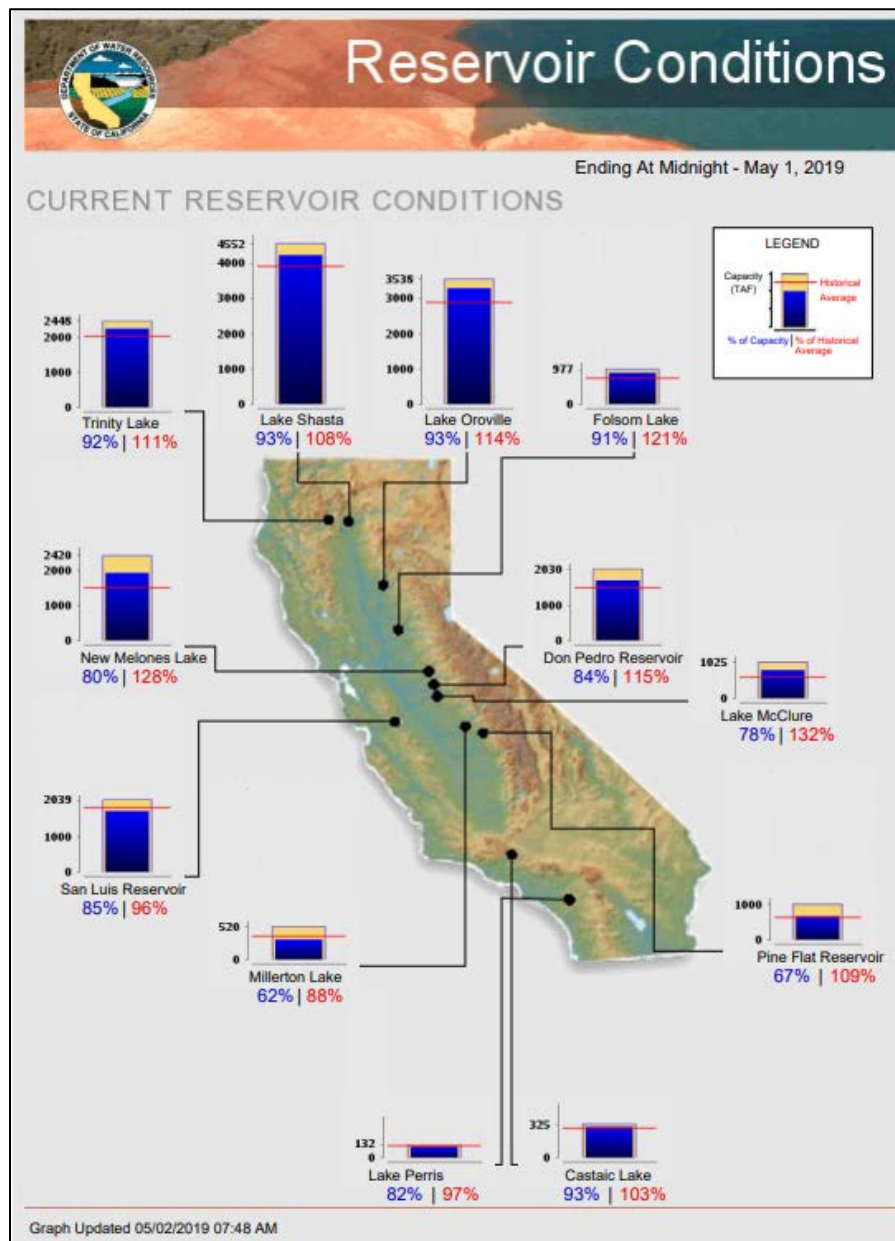 DEPARTMENT OF WATER RESOURCES
STATE OF CALIFORNIA
Reservoir Conditions
Ending At Midnight - May 1, 2019
CURRENT RESERVOIR CONDITIONS
LEGEND
Capacity
(TAF)
Historical
Average
% of Capacity | % of Historical
Average
2448
2000
1000
0
Trinity Lake
92% | 111%
4552
4000
3000
2000
1000
0
Lake Shasta
93% | 108%
3538
3000
2000
1000
0
Lake Oroville
93% | 114%
977
0
Folsom Lake
91% | 121%
2420
2000
1000
0
New Melones Lake
80% | 128%
2030
1000
0
Don Pedro Reservoir
84% | 115%
1025
0
Lake McClure
78% | 132%
2039
1000
0
San Luis Reservoir
85% | 96%
520
0
Millerton Lake
62% | 88%
1000
0
Pine Flat Reservoir
67% | 109%
132
0
Lake Perris
82% | 97%
325
0
Castaic Lake
93% | 103%
Graph Updated 05/02/2019 07:48 AM